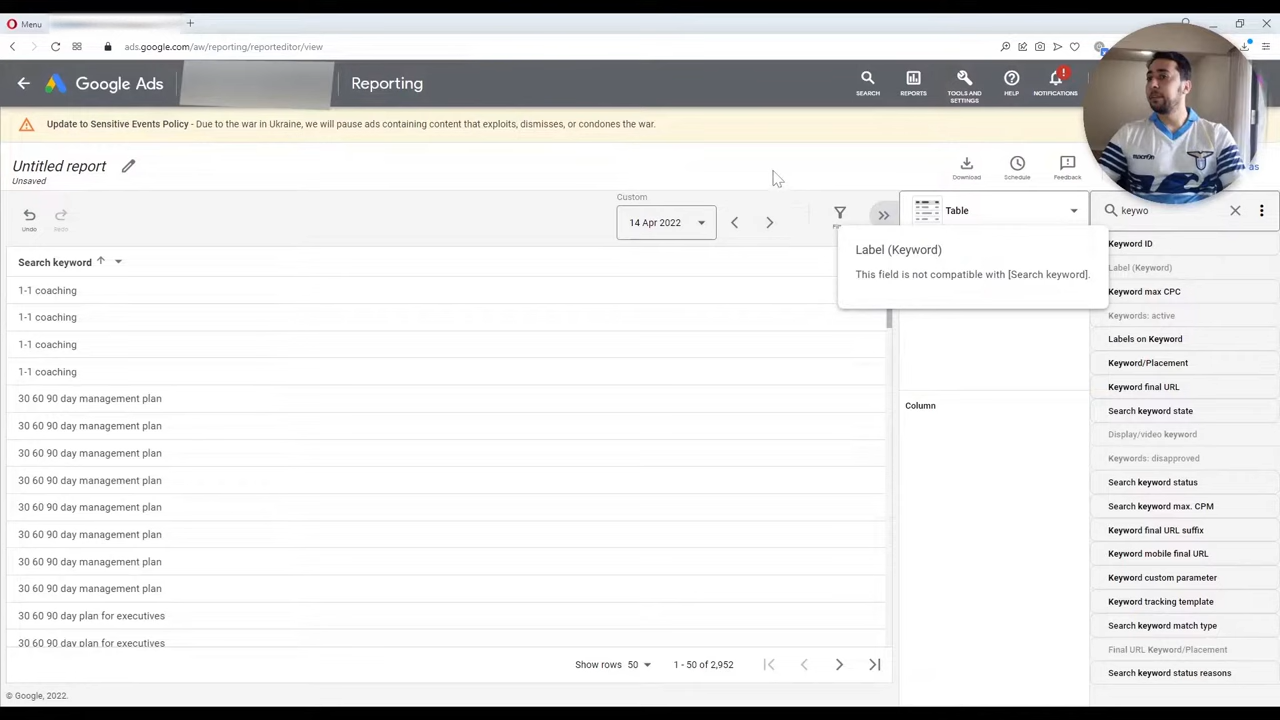 Menu
ads.google.com/aw/reporting/reporteditor/view
Google Ads
Reporting
SEARCH
REPORTS
TOOLS AND SETTINGS
HELP
NOTIFICATIONS
Update to Sensitive Events Policy - Due to the war in Ukraine, we will pause ads containing content that exploits, dismisses, or condones the war.
Untitled report
Unsaved
Download
Schedule
Feedback
as
Undo
Redo
Custom
14 Apr 2022
Table
keywo
Label (Keyword)
This field is not compatible with [Search keyword].
Search keyword
1-1 coaching
1-1 coaching
1-1 coaching
1-1 coaching
30 60 90 day management plan
30 60 90 day management plan
30 60 90 day management plan
30 60 90 day management plan
30 60 90 day management plan
30 60 90 day management plan
30 60 90 day management plan
30 60 90 day management plan
30 60 90 day plan for executives
30 60 90 day plan for executives
Column
Keyword ID
Label (Keyword)
Keyword max CPC
Keywords: active
Labels on Keyword
Keyword/Placement
Keyword final URL
Search keyword state
Display/video keyword
Keywords: disapproved
Search keyword status
Search keyword max. CPM
Keyword final URL suffix
Keyword mobile final URL
Keyword custom parameter
Keyword tracking template
Search keyword match type
Final URL Keyword/Placement
Search keyword status reasons
Show rows 50
1 - 50 of 2,952
© Google, 2022.